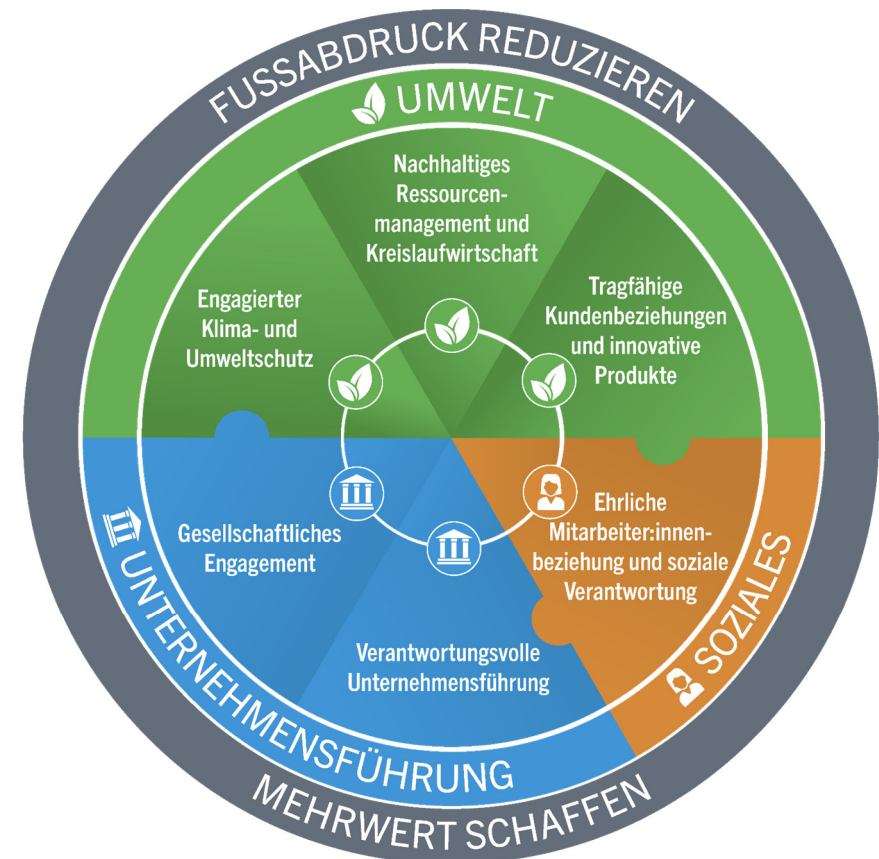 FUSSABDRUCK REDUZIEREN
UMWELT
Nachhaltiges
Ressourcen-
management und
Kreislaufwirtschaft
Engagierter
Klima- und
Umweltschutz
Tragfähige
Kundenbeziehungen
und innovative
Produkte
Gesellschaftliches
Engagement
Ehrliche
Mitarbeiter:innen-
beziehung und soziale
Verantwortung
Verantwortungsvolle
Unternehmensführung
UNTERNEHMENSFÜHRUNG
SOZIALES
MEHRWERT SCHAFFEN